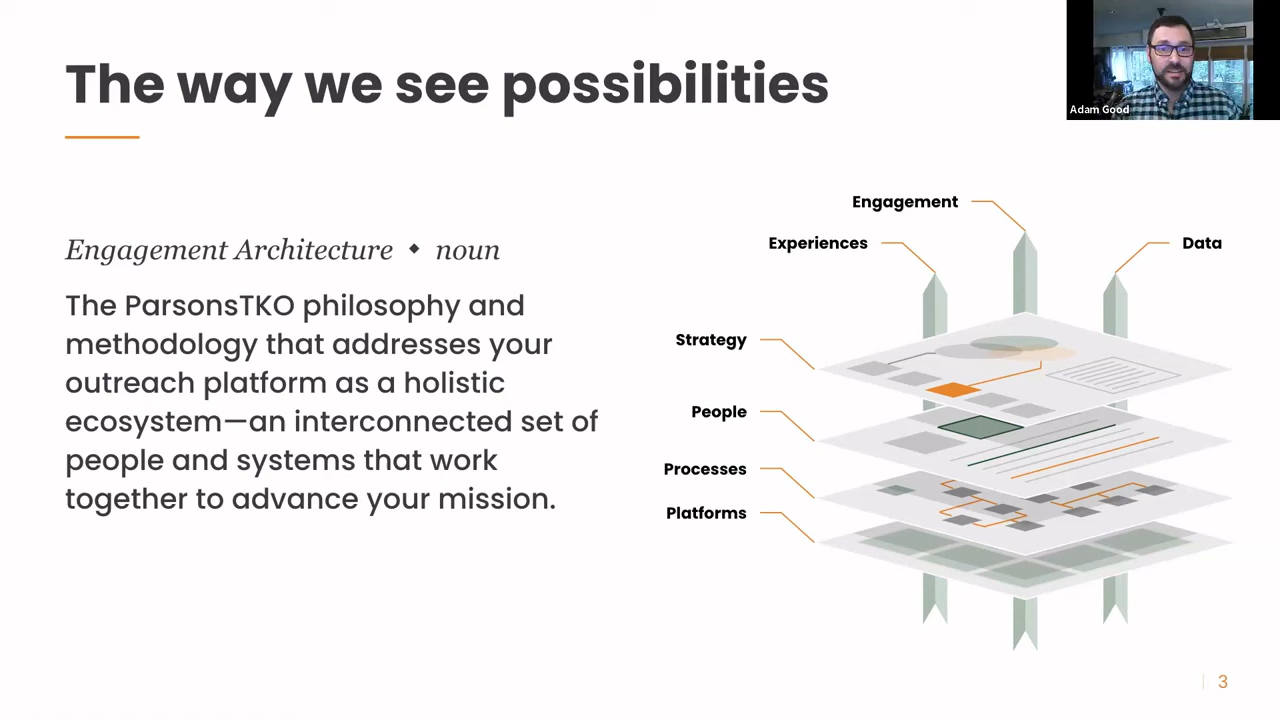 The way we see possibilities
Adam Good
Engagement Architecture ◆ noun
The ParsonsTKO philosophy and
methodology that addresses your
outreach platform as a holistic
ecosystem—an interconnected set of
people and systems that work
together to advance your mission.
Engagement
Experiences
Data
Strategy
People
Processes
Platforms
3